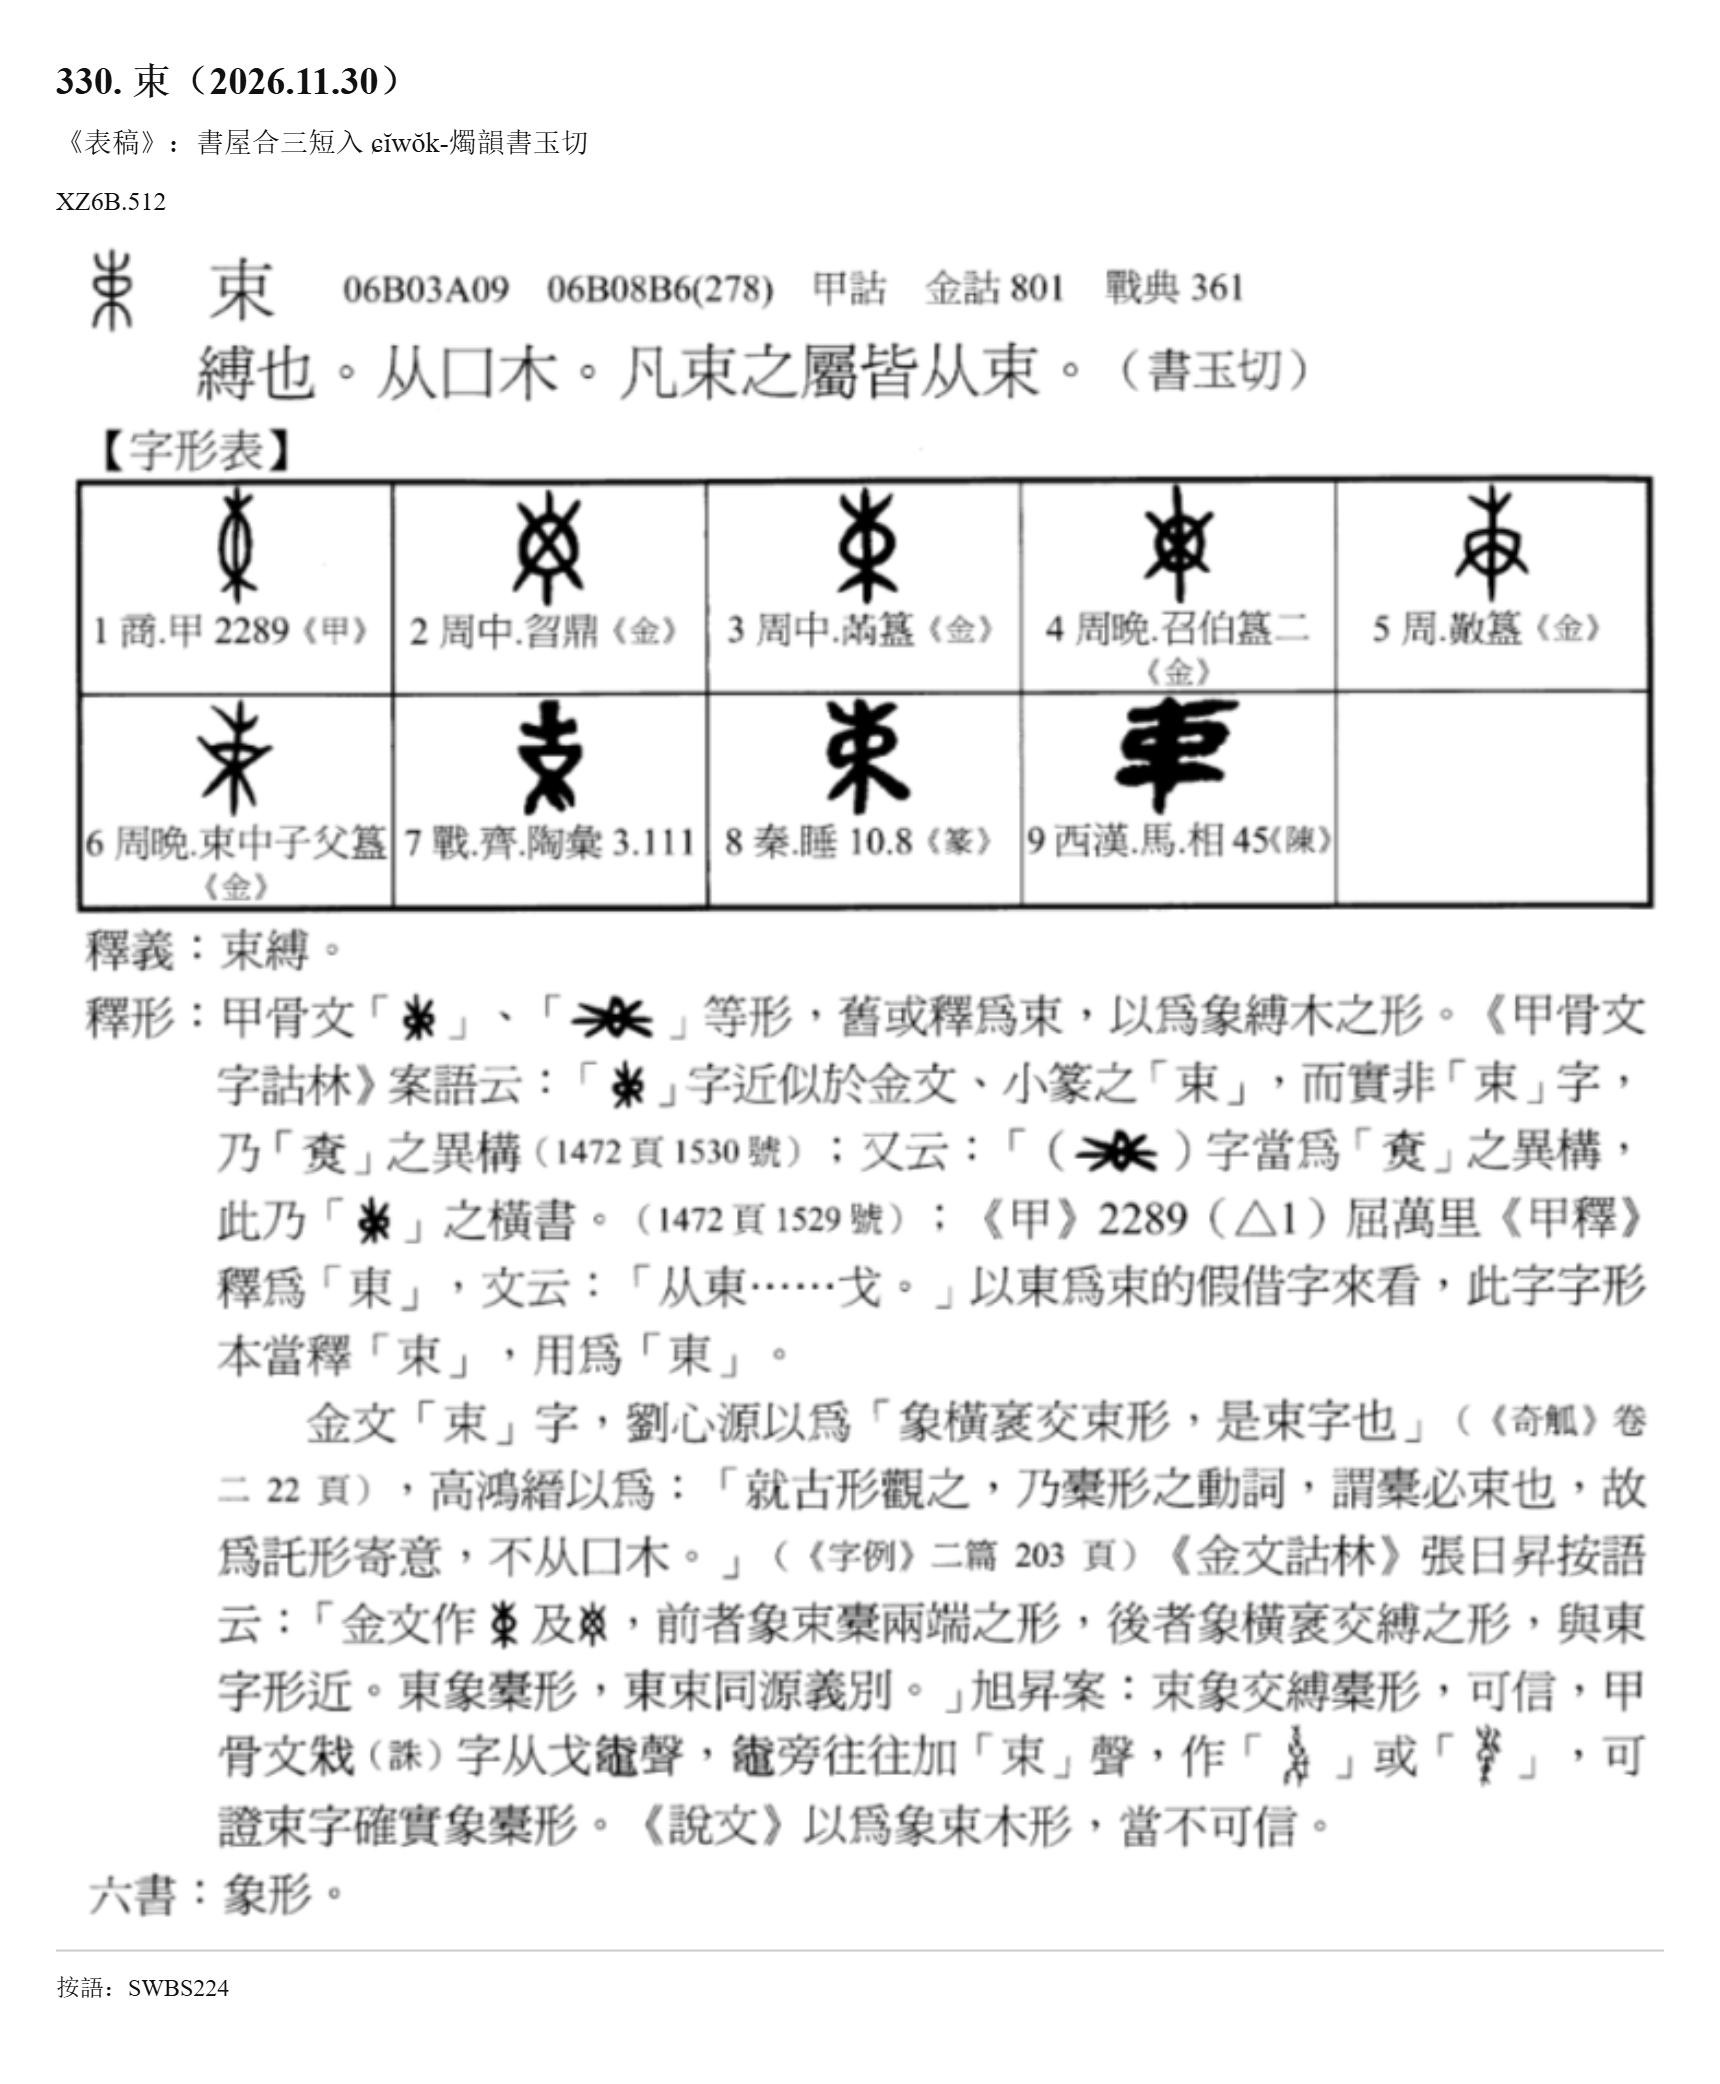 330. 束（2026.11.30）
《表稿》：書屋合三短入 ɕĭwŏk-燭韻書玉切
XZ6B.512
束 06B03A09 06B08B6(278) 甲詁 金詁 801 戰典 361
縛也。从囗木。凡束之屬皆从束。（書玉切）
【字形表】
1 商.甲 2289《甲》
2 周中.曶鼎《金》
3 周中.簋《金》
4 周晚.召伯簋二《金》
5 周.簋《金》
6 周晚.束中子父簋《金》
7 戰.齊.陶彙 3.111
8 秦.睡 10.8《篆》
9 西漢.馬.相 45《陳》
釋義：束縛。
釋形：甲骨文「」、「」等形，舊或釋爲束，以爲象縛木之形。《甲骨文
字詁林》案語云：「」字近似於金文、小篆之「束」，而實非「束」字，
乃「㶳」之異構（1472 頁 1530 號）；又云：「（）字當爲「㶳」之異構，
此乃「」之橫書。（1472 頁 1529 號）；《甲》2289（△1）屈萬里《甲釋》
釋爲「東」，文云：「从東……戈。」以東爲束的假借字來看，此字字形
本當釋「束」，用爲「東」。
金文「束」字，劉心源以爲「象橫袤交束形，是束字也」（《奇觚》卷
二 22 頁），高鴻縉以爲：「就古形觀之，乃橐形之動詞，謂橐必束也，故
爲託形寄意，不从囗木。」（《字例》二篇 203 頁）《金文詁林》張日昇按語
云：「金文作及，前者象束橐兩端之形，後者象橫袤交縛之形，與東
字形近。東象橐形，東束同源義別。」旭昇案：束象交縛橐形，可信，甲
骨文（誅）字从戈聲，旁往往加「束」聲，作「」或「」，可
證束字確實象橐形。《說文》以爲象束木形，當不可信。
六書：象形。
按語：SWBS224